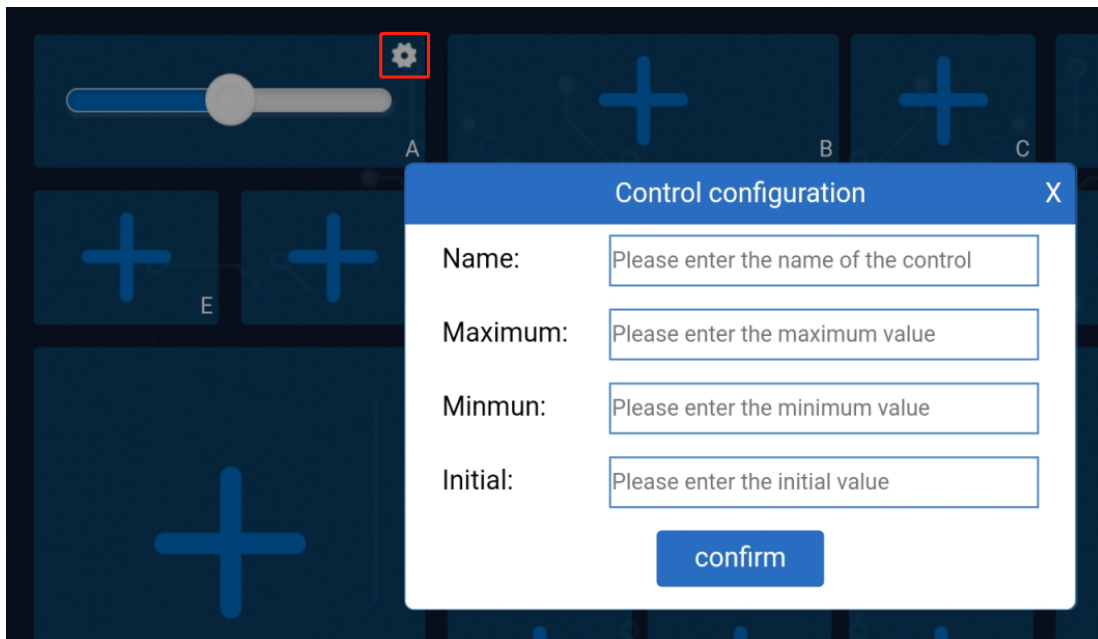 A
B
C
Control configuration
X
Name:
Please enter the name of the control
Maximum:
Please enter the maximum value
Minmun:
Please enter the minimum value
Initial:
Please enter the initial value
confirm
E